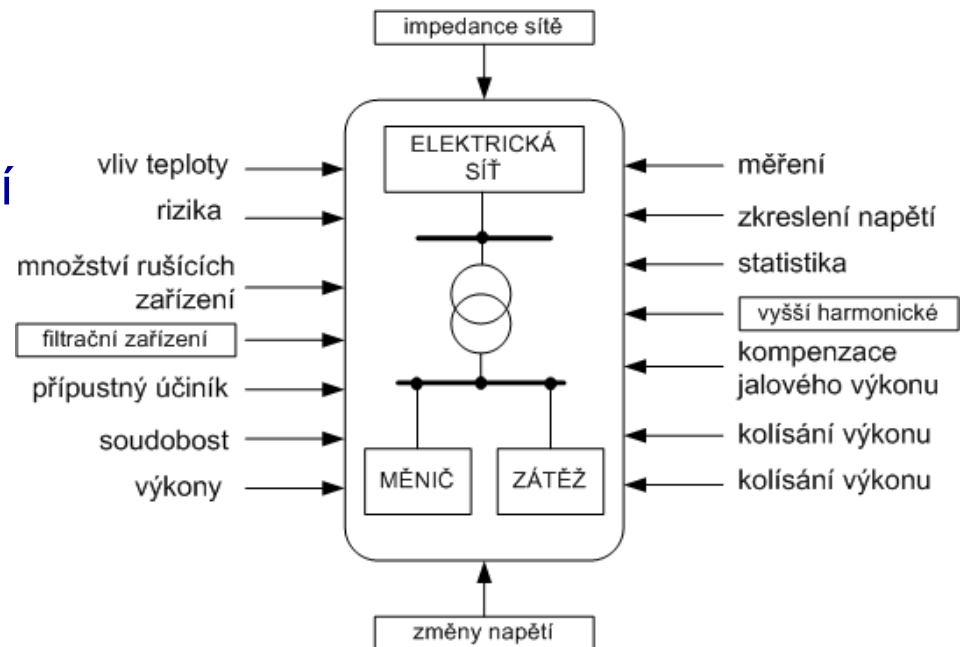 impedance sítě
í
vliv teploty
rizika
množství rušících
zařízení
filtrační zařízení
přípustný účiník
soudobost
výkony
ELEKTRICKÁ
SÍŤ
MĚNIČ
ZÁTĚŽ
měření
zkreslení napětí
statistika
vyšší harmonické
kompenzace
jalového výkonu
kolísání výkonu
kolísání výkonu
změny napětí